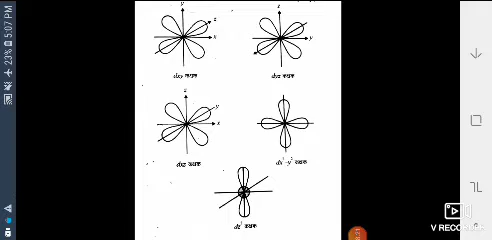 y
z
x
dxy कक्षक
z
y
dyz कक्षक
z
y
x
dxz कक्षक
dx²-y² कक्षक
dz² कक्षक
23% 5:07 PM
V RECORDER